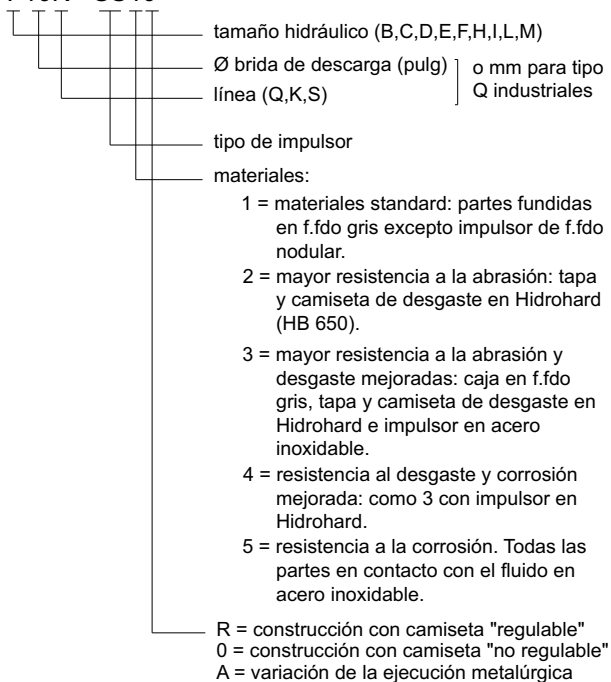 tamaño hidráulico (B,C,D,E,F,H,I,L,M)
Ø brida de descarga (pulg)
o mm para tipo
línea (Q,K,S)
Q industriales
tipo de impulsor
materiales:
1 = materiales standard: partes fundidas
en f.fdo gris excepto impulsor de f.fdo
nodular.
2 = mayor resistencia a la abrasión: tapa
y camiseta de desgaste en Hidrohard
(HB 650).
3 = mayor resistencia a la abrasión y
desgaste mejoradas: caja en f.fdo
gris, tapa y camiseta de desgaste en
Hidrohard e impulsor en acero
inoxidable.
4 = resistencia al desgaste y corrosión
mejorada: como 3 con impulsor en
Hidrohard.
5 = resistencia a la corrosión. Todas las
partes en contacto con el fluido en
acero inoxidable.
R = construcción con camiseta "regulable"
0 = construcción con camiseta "no regulable"
A = variación de la ejecución metalúrgica